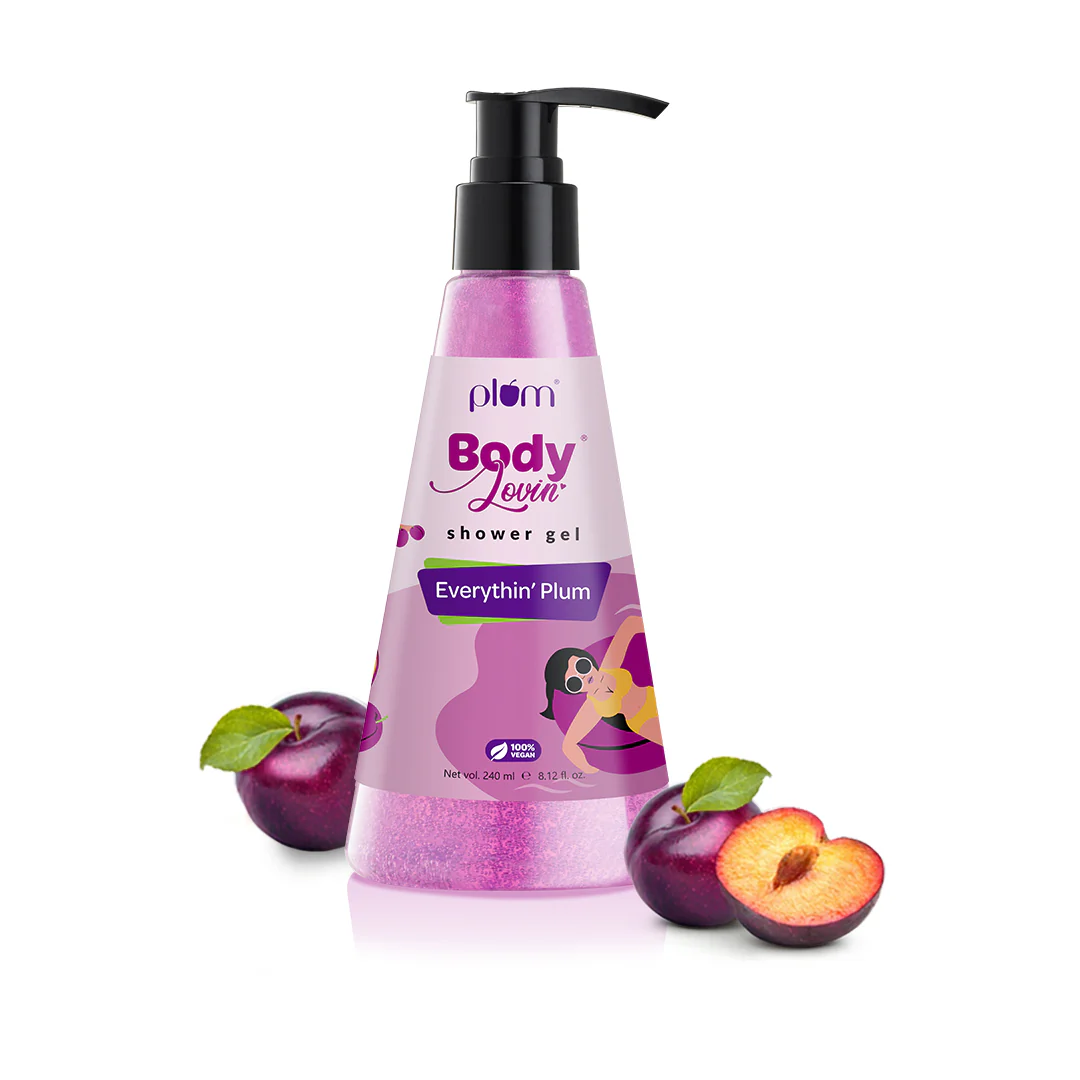 plum®
Body®
Lovin'
shower gel
Everythin' Plum
100%
VEGAN
Net vol. 240 ml ℮ 8.12 fl. oz.